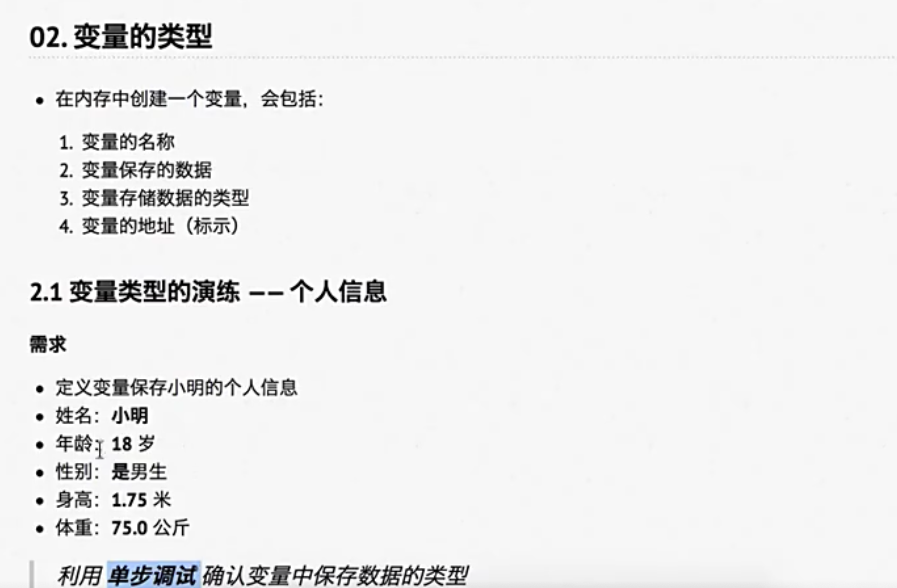 02. 变量的类型
在内存中创建一个变量，会包括：
1. 变量的名称
2. 变量保存的数据
3. 变量存储数据的类型
4. 变量的地址（标示）
2.1 变量类型的演练 —— 个人信息
需求
定义变量保存小明的个人信息
姓名：小明
年龄：18 岁
性别：是男生
身高：1.75 米
体重：75.0 公斤
利用 单步调试 确认变量中保存数据的类型